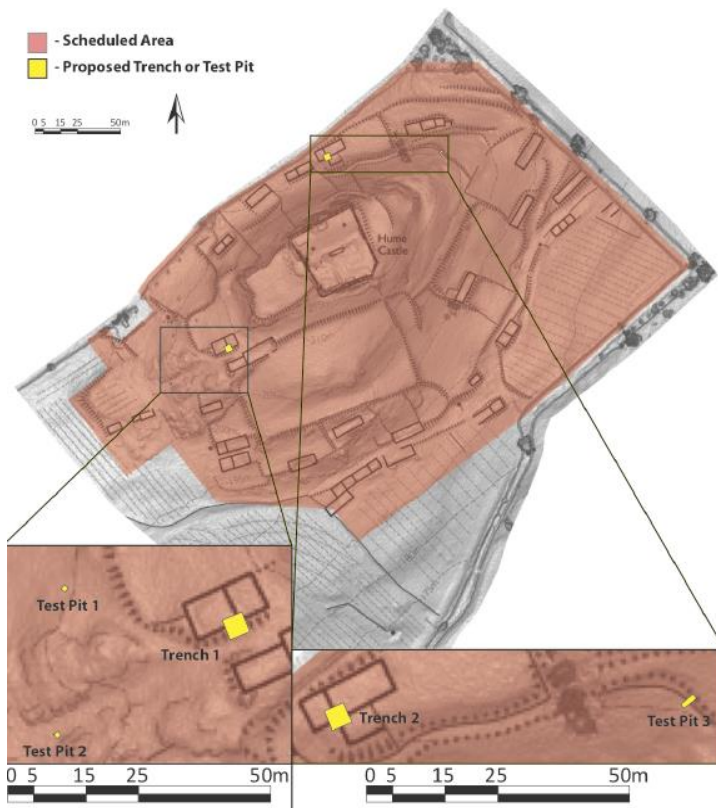 - Scheduled Area
- Proposed Trench or Test Pit
0 5 15 25 50m
Hume
Castle
Test Pit 1
Trench 1
Test Pit 2
Trench 2
Test Pit 3
0 5 15 25 50m
0 5 15 25 50m